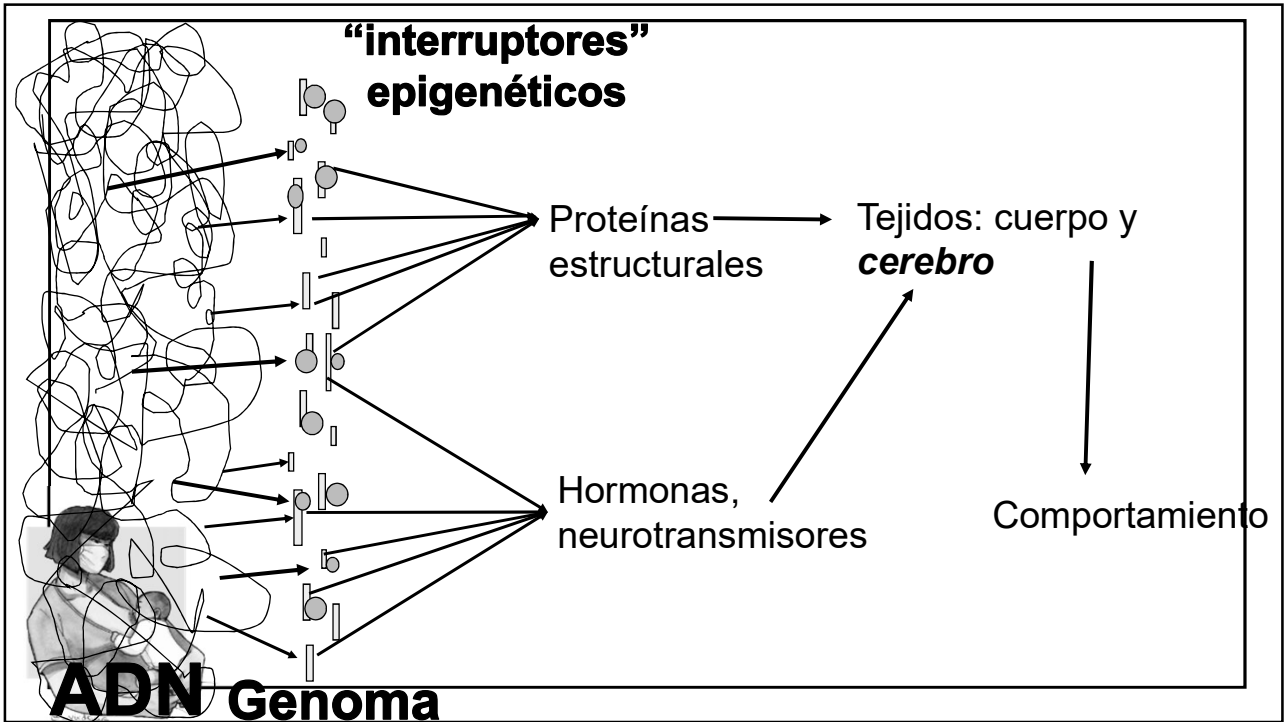 “interruptores”
epigenéticos
Proteínas
estructurales
Tejidos: cuerpo y
cerebro
Hormonas,
neurotransmisores
Comportamiento
ADN Genoma